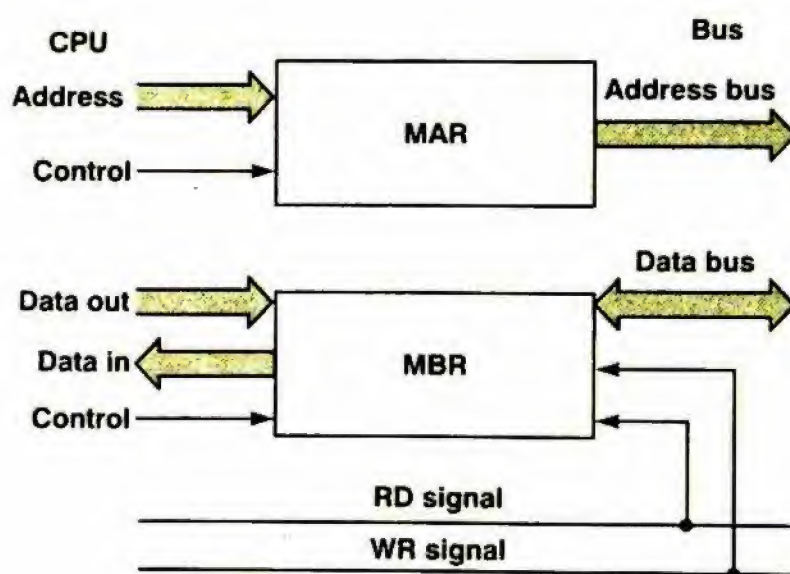 CPU
Bus
Address
Address bus
MAR
Control
Data bus
Data out
Data in
MBR
Control
RD signal
WR signal